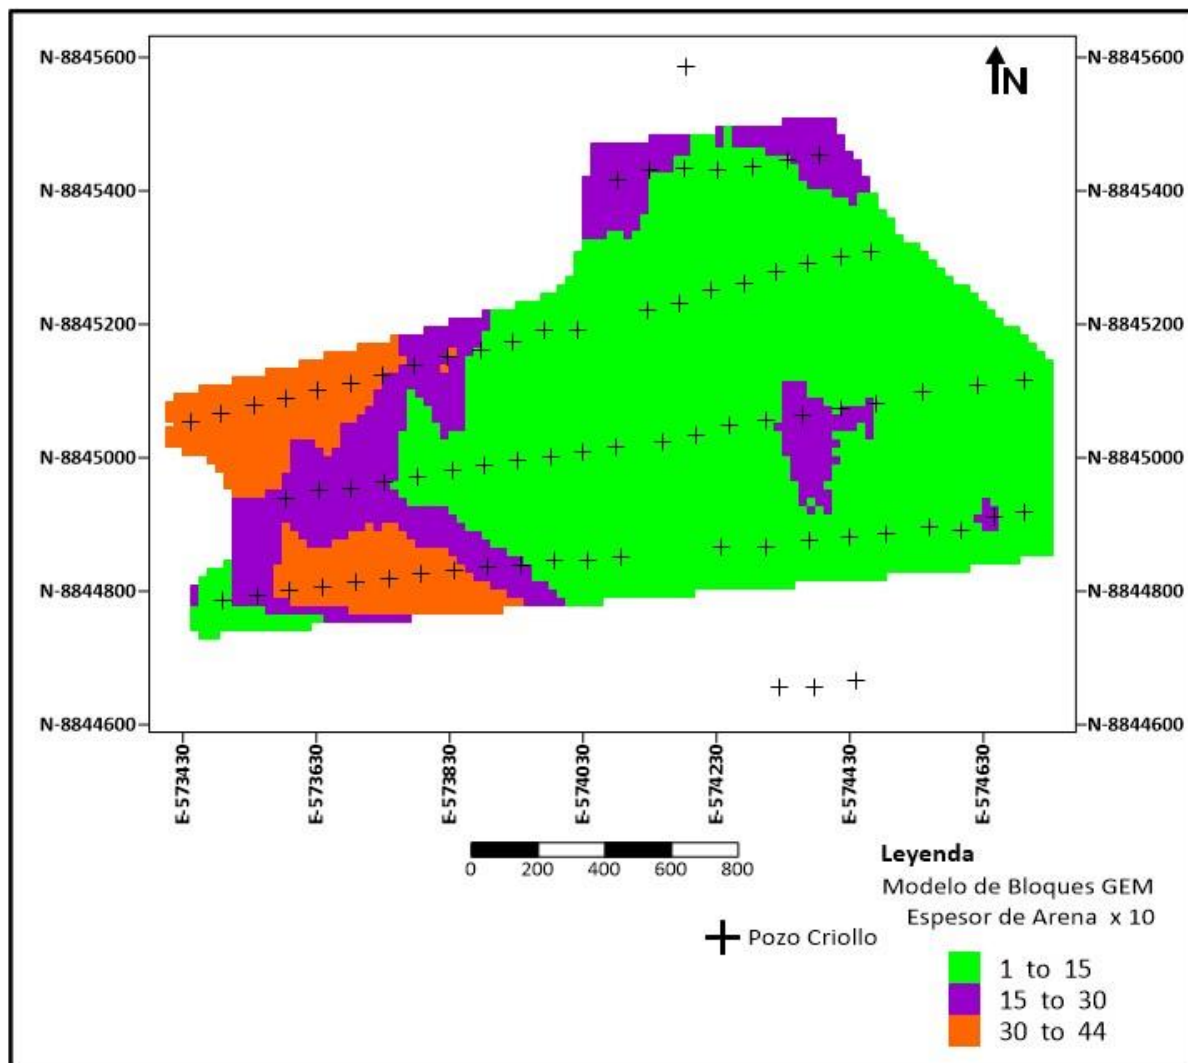 N-8845600
N-8845600
N
N-8845400
N-8845400
N-8845200
N-8845200
N-8845000
N-8845000
N-8844800
N-8844800
N-8844600
N-8844600
E-573430
E-573630
E-573830
E-574030
E-574230
E-574430
E-574630
0 200 400 600 800
Leyenda
Modelo de Bloques GEM
Espesor de Arena x 10
Pozo Criollo
1 to 15
15 to 30
30 to 44